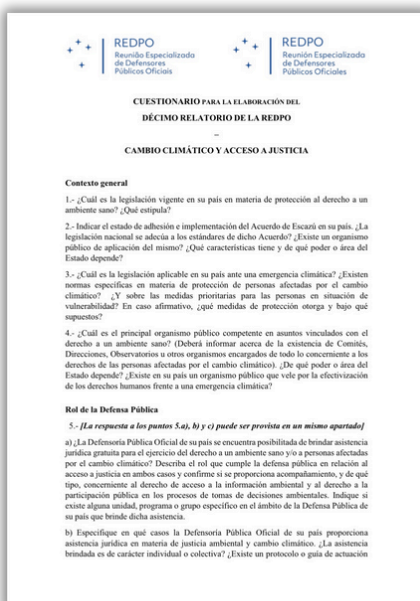 REDPO
Reunião Especializada
de Defensores
Públicos Oficiais
REDPO
Reunión Especializada
de Defensores
Públicos Oficiales
CUESTIONARIO PARA LA ELABORACIÓN DEL
DÉCIMO RELATORIO DE LA REDPO
–
CAMBIO CLIMÁTICO Y ACCESO A JUSTICIA
Contexto general
1.- ¿Cuál es la legislación vigente en su país en materia de protección al derecho a un
ambiente sano? ¿Qué estipula?
2.- Indicar el estado de adhesión e implementación del Acuerdo de Escazú en su país. ¿La
legislación nacional se adecúa a los estándares de dicho Acuerdo? ¿Existe un organismo
público de aplicación del mismo? ¿Qué características tiene y de qué poder o área del
Estado depende?
3.- ¿Cuál es la legislación aplicable en su país ante una emergencia climática? ¿Existen
normas específicas en materia de protección de personas afectadas por el cambio
climático? ¿Y sobre las medidas prioritarias para las personas en situación de
vulnerabilidad? En caso afirmativo, ¿qué medidas de protección otorga y bajo qué
supuestos?
4.- ¿Cuál es el principal organismo público competente en asuntos vinculados con el
derecho a un ambiente sano? (Deberá informar acerca de la existencia de Comités,
Direcciones, Observatorios u otros organismos encargados de todo lo concerniente a los
derechos de las personas afectadas por el cambio climático). ¿De qué poder o área del
Estado depende? ¿Existe en su país un organismo público que vele por la efectivización
de los derechos humanos frente a una emergencia climática?
Rol de la Defensa Pública
5.- [La respuesta a los puntos 5.a), b) y c) puede ser provista en un mismo apartado]
a) ¿La Defensoría Pública Oficial de su país se encuentra posibilitada de brindar asistencia
jurídica gratuita para el ejercicio del derecho a un ambiente sano y/o a personas afectadas
por el cambio climático? Describa el rol que cumple la defensa pública en relación al
acceso a justicia en ambos casos y confirme si se proporciona acompañamiento, y de qué
tipo, concerniente al derecho de acceso a la información ambiental y al derecho a la
participación pública en los procesos de tomas de decisiones ambientales. Indique si
existe alguna unidad, programa o grupo específico en el ámbito de la Defensa Pública de
su país que brinde dicha asistencia.
b) Especifique en qué casos la Defensoría Pública Oficial de su país proporciona
asistencia jurídica en materia de justicia ambiental y cambio climático. ¿La asistencia
brindada es de carácter individual o colectiva? ¿Existe un protocolo o guía de actuación